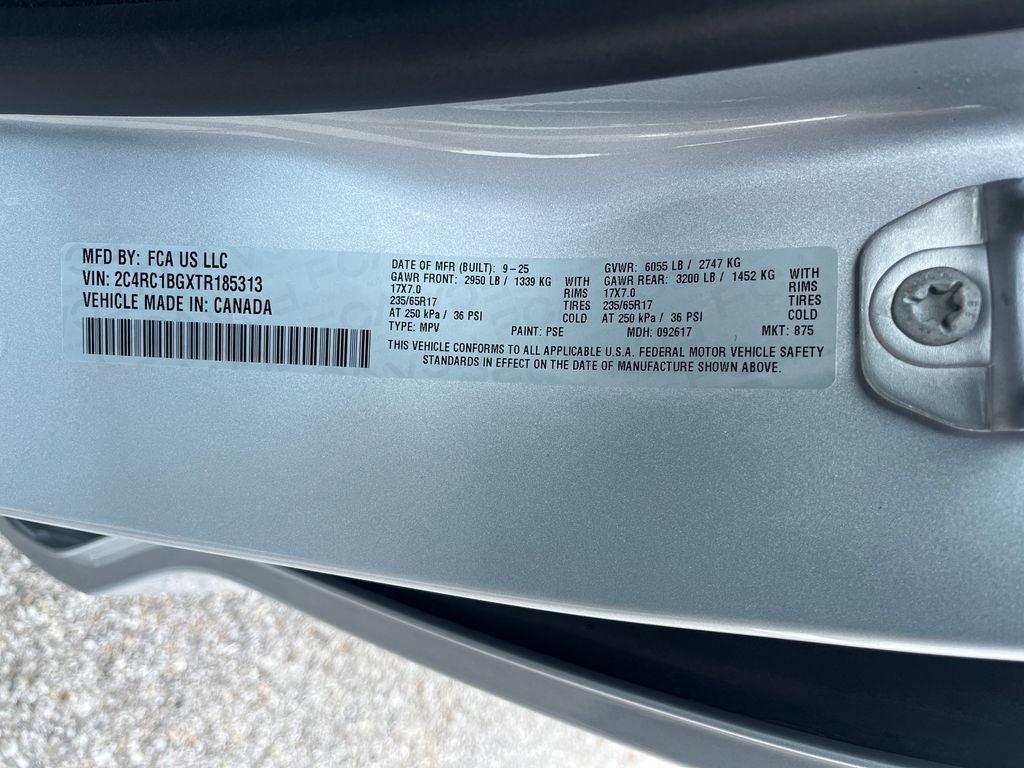 MFD BY: FCA US LLC
VIN: 2C4RC1BGXTR185313
VEHICLE MADE IN: CANADA
DATE OF MFR (BUILT): 9-25
GAWR FRONT: 2950 LB / 1339 KG WITH
17X7.0 RIMS
235/65R17 TIRES
AT 250 kPa / 36 PSI COLD
TYPE: MPV PAINT: PSE
GVWR: 6055 LB / 2747 KG
GAWR REAR: 3200 LB / 1452 KG WITH
17X7.0 RIMS
235/65R17 TIRES
AT 250 kPa / 36 PSI COLD
MDH: 092617 MKT: 875
THIS VEHICLE CONFORMS TO ALL APPLICABLE U.S.A. FEDERAL MOTOR VEHICLE SAFETY
STANDARDS IN EFFECT ON THE DATE OF MANUFACTURE SHOWN ABOVE.